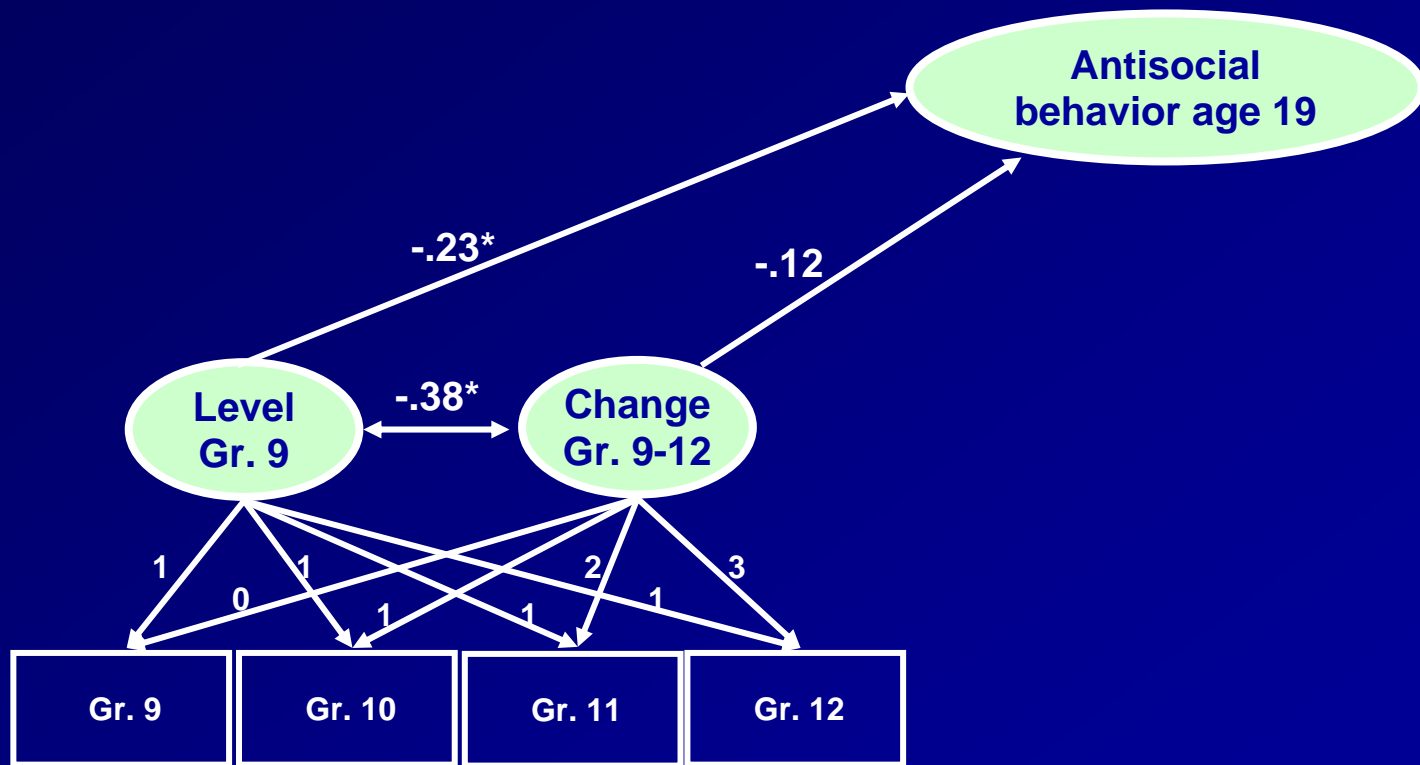 Antisocial
behavior age 19
-.23*
-.12
Level
Gr. 9
-.38*
Change
Gr. 9-12
1
1
2
3
0
1
1
1
Gr. 9
Gr. 10
Gr. 11
Gr. 12